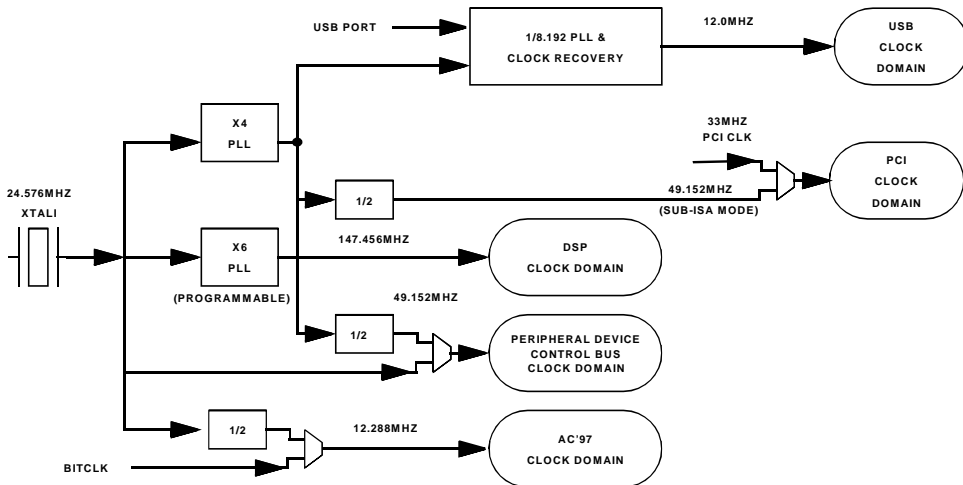 USB PORT
1/8.192 PLL &
CLOCK RECOVERY
12.0MHZ
USB
CLOCK
DOMAIN
X4
PLL
33MHZ
PCI CLK
PCI
CLOCK
DOMAIN
24.576MHZ
XTALI
1/2
49.152MHZ
(SUB-ISA MODE)
X6
PLL
(PROGRAMMABLE)
147.456MHZ
DSP
CLOCK DOMAIN
49.152MHZ
1/2
PERIPHERAL DEVICE
CONTROL BUS
CLOCK DOMAIN
1/2
12.288MHZ
AC'97
CLOCK DOMAIN
BITCLK